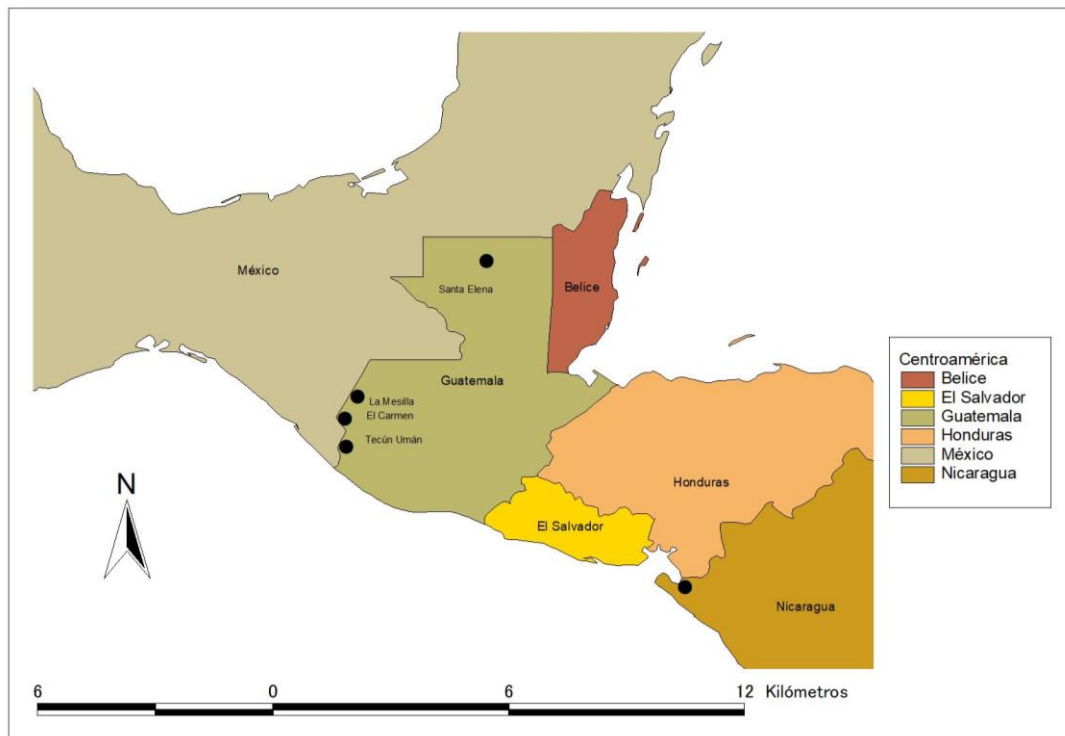 México
Santa Elena
Belice
Guatemala
La Mesilla
El Carmen
Tecún Umán
Honduras
El Salvador
Nicaragua
Centroamérica
Belice
El Salvador
Guatemala
Honduras
México
Nicaragua
N
6 0 6 12 Kilómetros